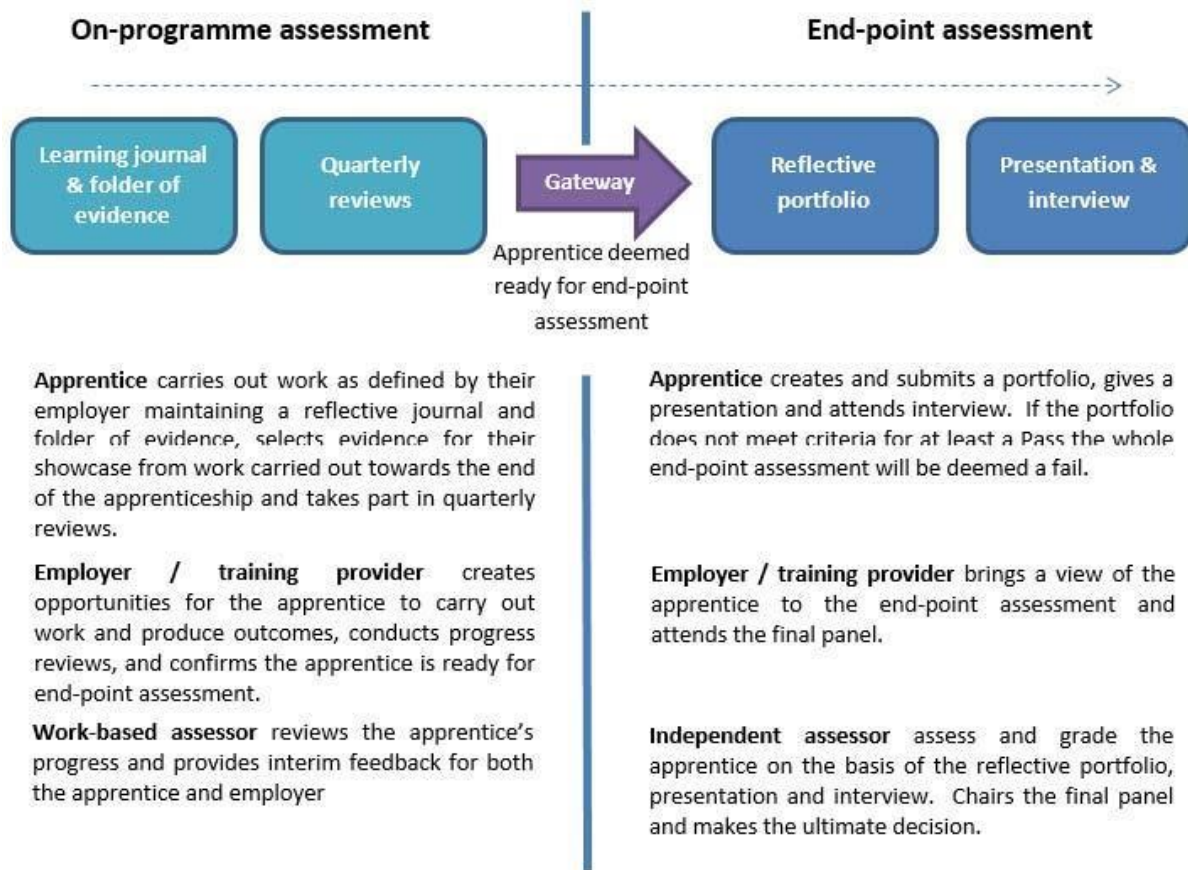 On-programme assessment
End-point assessment
Learning journal
& folder of
evidence
Quarterly
reviews
Gateway
Reflective
portfolio
Presentation &
interview
Apprentice deemed
ready for end-point
assessment
Apprentice carries out work as defined by their
employer maintaining a reflective journal and
folder of evidence, selects evidence for their
showcase from work carried out towards the end
of the apprenticeship and takes part in quarterly
reviews.
Employer / training provider creates
opportunities for the apprentice to carry out
work and produce outcomes, conducts progress
reviews, and confirms the apprentice is ready for
end-point assessment.
Work-based assessor reviews the apprentice’s
progress and provides interim feedback for both
the apprentice and employer
Apprentice creates and submits a portfolio, gives a
presentation and attends interview. If the portfolio
does not meet criteria for at least a Pass the whole
end-point assessment will be deemed a fail.
Employer / training provider brings a view of the
apprentice to the end-point assessment and
attends the final panel.
Independent assessor assess and grade the
apprentice on the basis of the reflective portfolio,
presentation and interview. Chairs the final panel
and makes the ultimate decision.